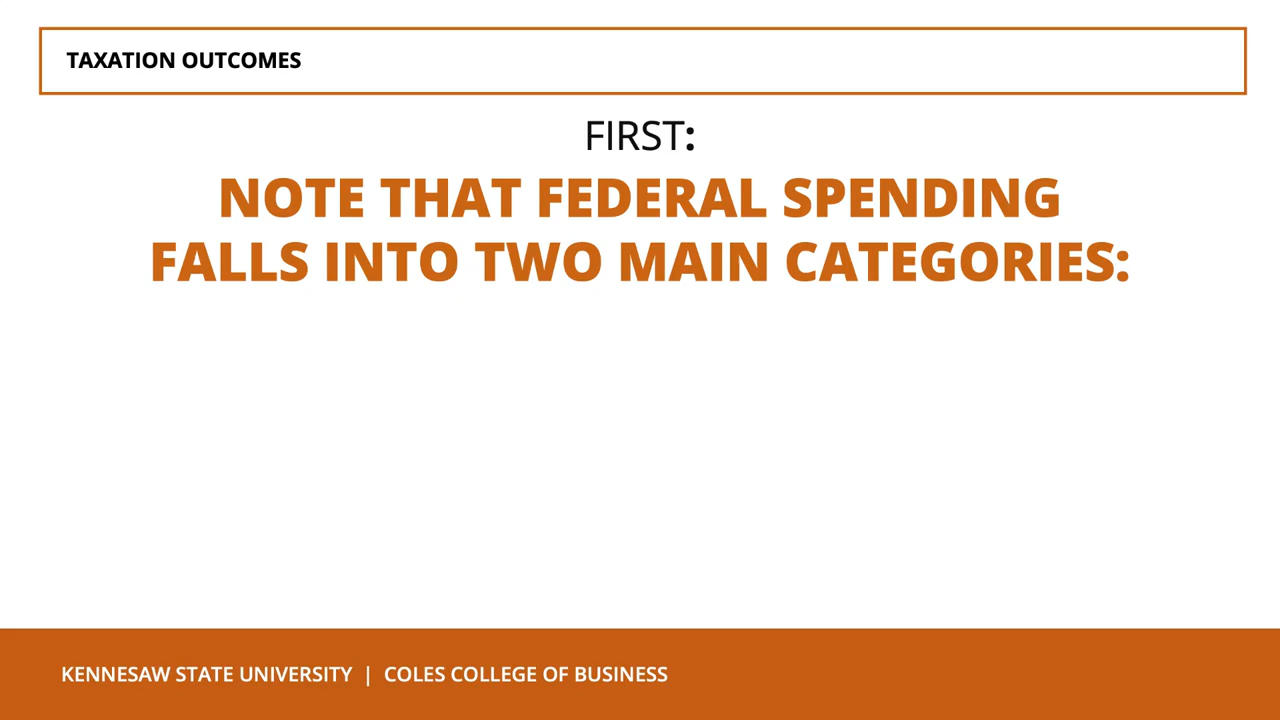 TAXATION OUTCOMES
FIRST:
NOTE THAT FEDERAL SPENDING
FALLS INTO TWO MAIN CATEGORIES:
KENNESAW STATE UNIVERSITY | COLES COLLEGE OF BUSINESS